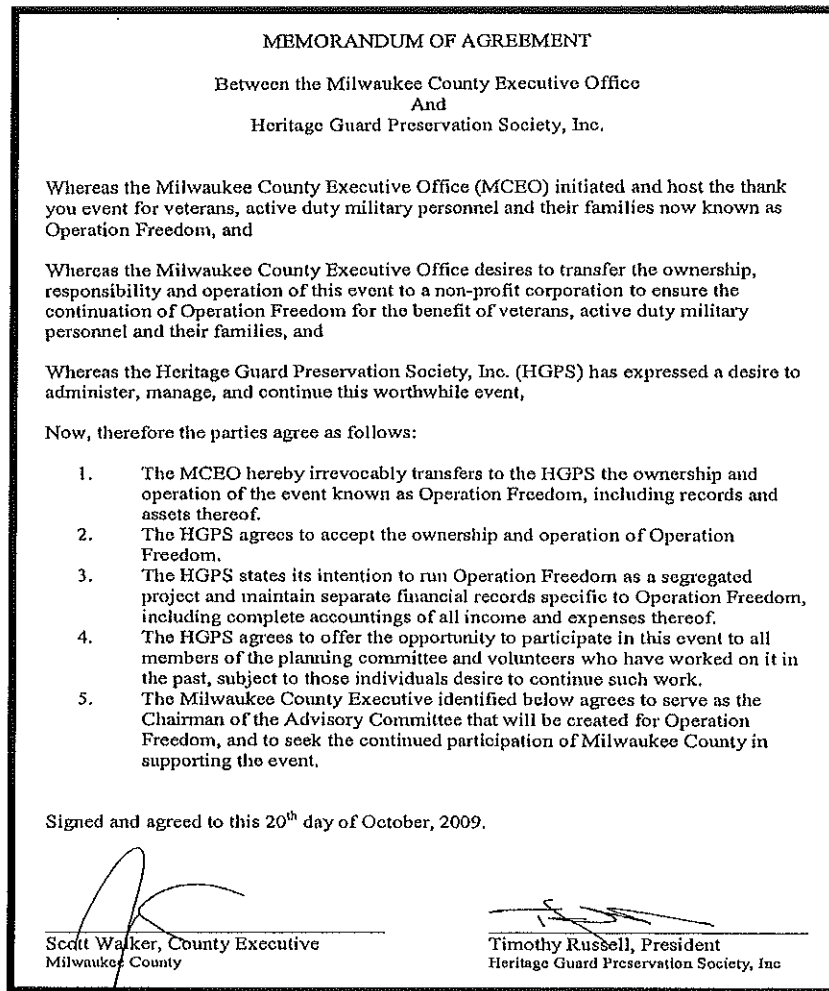 MEMORANDUM OF AGREEMENT
Between the Milwaukee County Executive Office
And
Heritage Guard Preservation Society, Inc.
Whereas the Milwaukee County Executive Office (MCEO) initiated and host the thank
you event for veterans, active duty military personnel and their families now known as
Operation Freedom, and
Whereas the Milwaukee County Executive Office desires to transfer the ownership,
responsibility and operation of this event to a non-profit corporation to ensure the
continuation of Operation Freedom for the benefit of veterans, active duty military
personnel and their families, and
Whereas the Heritage Guard Preservation Society, Inc. (HGPS) has expressed a desire to
administer, manage, and continue this worthwhile event,
Now, therefore the parties agree as follows:
1. The MCEO hereby irrevocably transfers to the HGPS the ownership and
operation of the event known as Operation Freedom, including records and
assets thereof.
2. The HGPS agrees to accept the ownership and operation of Operation
Freedom.
3. The HGPS states its intention to run Operation Freedom as a segregated
project and maintain separate financial records specific to Operation Freedom,
including complete accountings of all income and expenses thereof.
4. The HGPS agrees to offer the opportunity to participate in this event to all
members of the planning committee and volunteers who have worked on it in
the past, subject to those individuals desire to continue such work.
5. The Milwaukee County Executive identified below agrees to serve as the
Chairman of the Advisory Committee that will be created for Operation
Freedom, and to seek the continued participation of Milwaukee County in
supporting the event.
Signed and agreed to this 20th day of October, 2009.
Scott Walker, County Executive
Milwaukee County
Timothy Russell, President
Heritage Guard Preservation Society, Inc